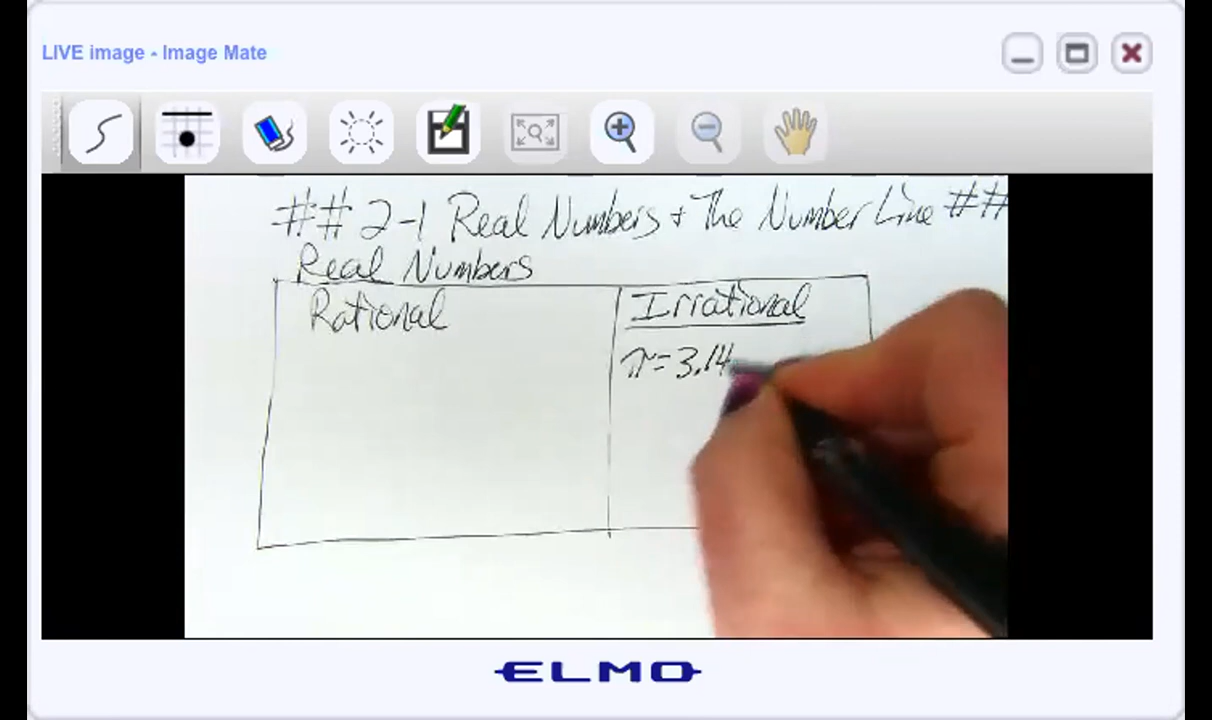 LIVE image - Image Mate
## 2-1 Real Numbers + The Number Line ##
Real Numbers
Rational
Irrational
π=3.14
ELMO